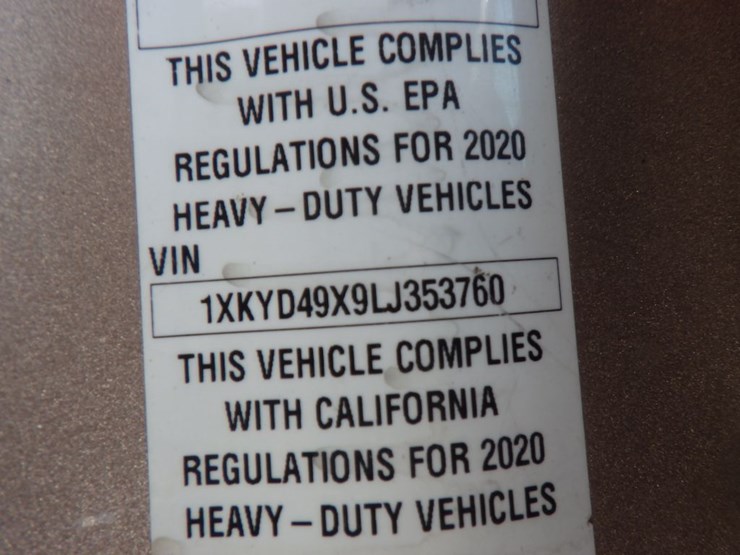 THIS VEHICLE COMPLIES
WITH U.S. EPA
REGULATIONS FOR 2020
HEAVY-DUTY VEHICLES
VIN
1XKYD49X9LJ353760
THIS VEHICLE COMPLIES
WITH CALIFORNIA
REGULATIONS FOR 2020
HEAVY-DUTY VEHICLES